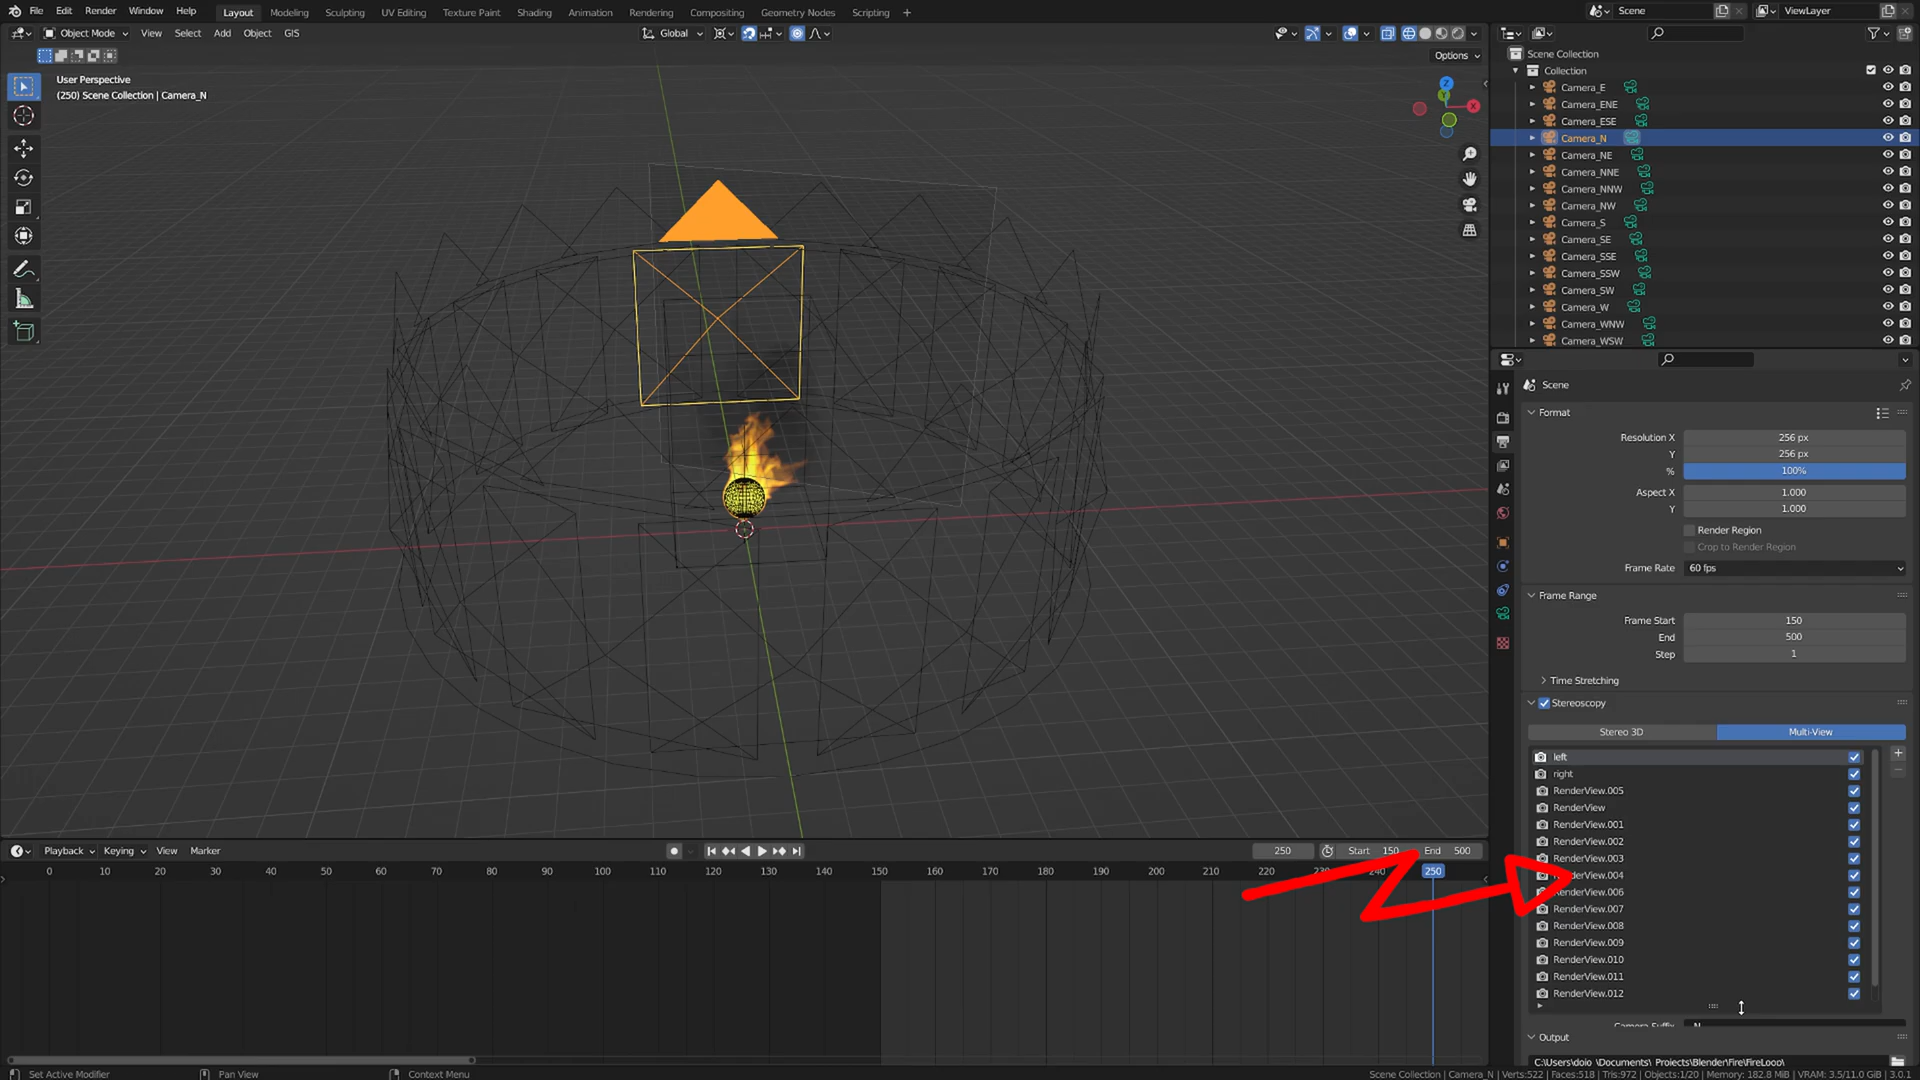 File Edit Render Window Help Layout Modeling Sculpting UV Editing Texture Paint Shading Animation Rendering Compositing Geometry Nodes Scripting + Scene ViewLayer
Object Mode View Select Add Object GIS Global
Options
User Perspective
(250) Scene Collection | Camera_N
Z
Y
X
Scene Collection
Collection
Camera_E
Camera_ENE
Camera_ESE
Camera_N
Camera_NE
Camera_NNE
Camera_NNW
Camera_NW
Camera_S
Camera_SE
Camera_SSE
Camera_SSW
Camera_SW
Camera_W
Camera_WNW
Camera_WSW
Scene
Format
Resolution X 256 px
Y 256 px
% 100%
Aspect X 1.000
Y 1.000
Render Region
Crop to Render Region
Frame Rate 60 fps
Frame Range
Frame Start 150
End 500
Step 1
Time Stretching
Stereoscopy
Stereo 3D Multi-View
left
right
RenderView.005
RenderView
RenderView.001
RenderView.002
RenderView.003
RenderView.004
RenderView.006
RenderView.007
RenderView.008
RenderView.009
RenderView.010
RenderView.011
RenderView.012
Camera Suffix _N
Output
C:\Users\dojo_\Documents\_Projects\Blender\Fire\FireLoop\
Playback Keying View Marker 250 Start 150 End 500
0 10 20 30 40 50 60 70 80 90 100 110 120 130 140 150 160 170 180 190 200 210 220 230 240 250
Set Active Modifier Pan View Context Menu Scene Collection | Camera_N | Verts:522 | Faces:518 | Tris:972 | Objects:1/20 | Memory: 182.8 MiB | VRAM: 3.5/11.0 GiB | 3.0.1